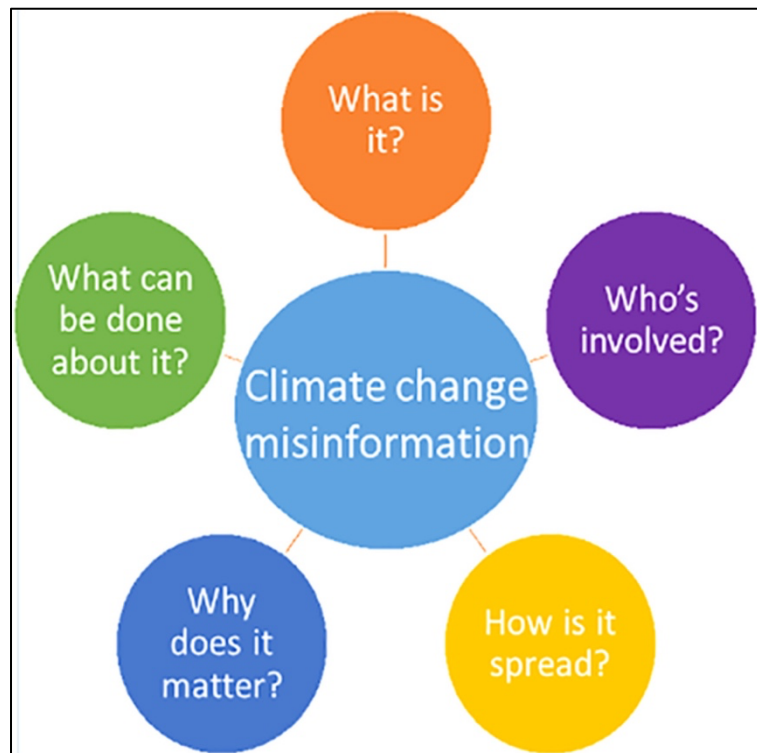 What is
it?
Who's
involved?
How is it
spread?
Why
does it
matter?
What can
be done
about it?
Climate change
misinformation